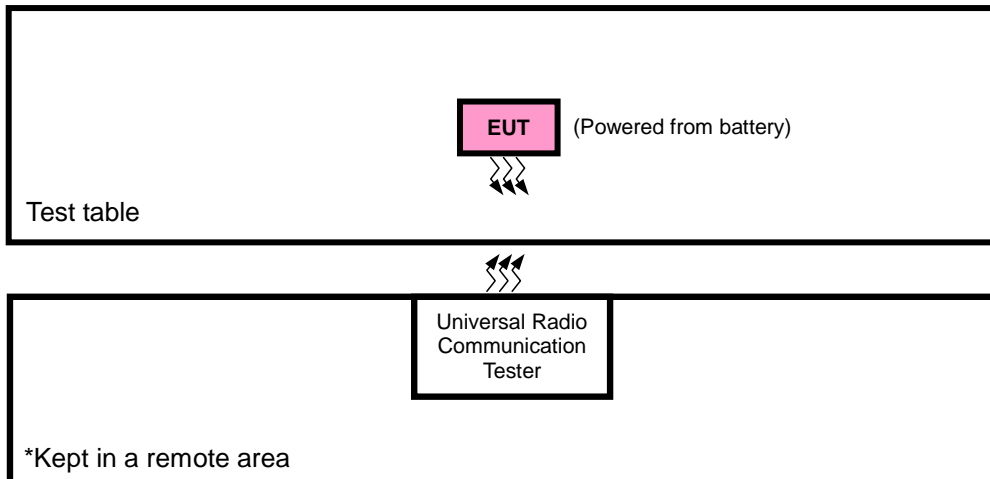 EUT
(Powered from battery)
Test table
Universal Radio
Communication
Tester
*Kept in a remote area